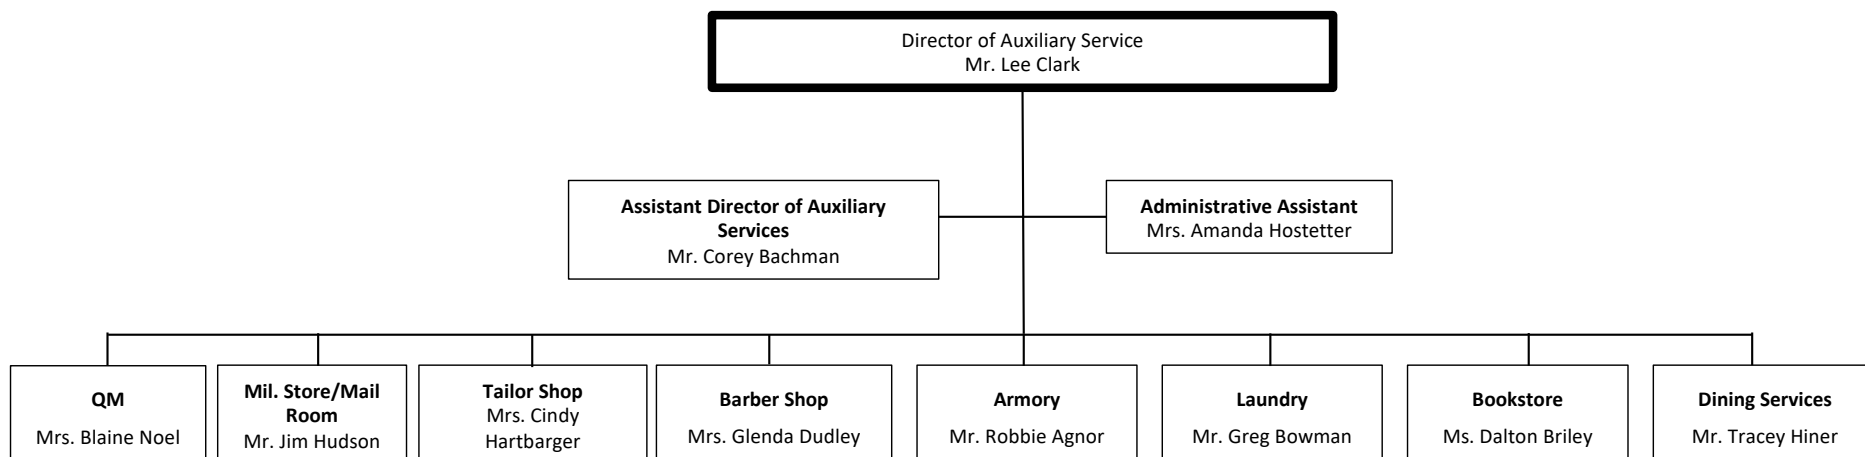 Director of Auxiliary Service
Mr. Lee Clark
Assistant Director of Auxiliary
Services
Mr. Corey Bachman
Administrative Assistant
Mrs. Amanda Hostetter
QM
Mrs. Blaine Noel
Mil. Store/Mail
Room
Mr. Jim Hudson
Tailor Shop
Mrs. Cindy
Hartbarger
Barber Shop
Mrs. Glenda Dudley
Armory
Mr. Robbie Agnor
Laundry
Mr. Greg Bowman
Bookstore
Ms. Dalton Briley
Dining Services
Mr. Tracey Hiner